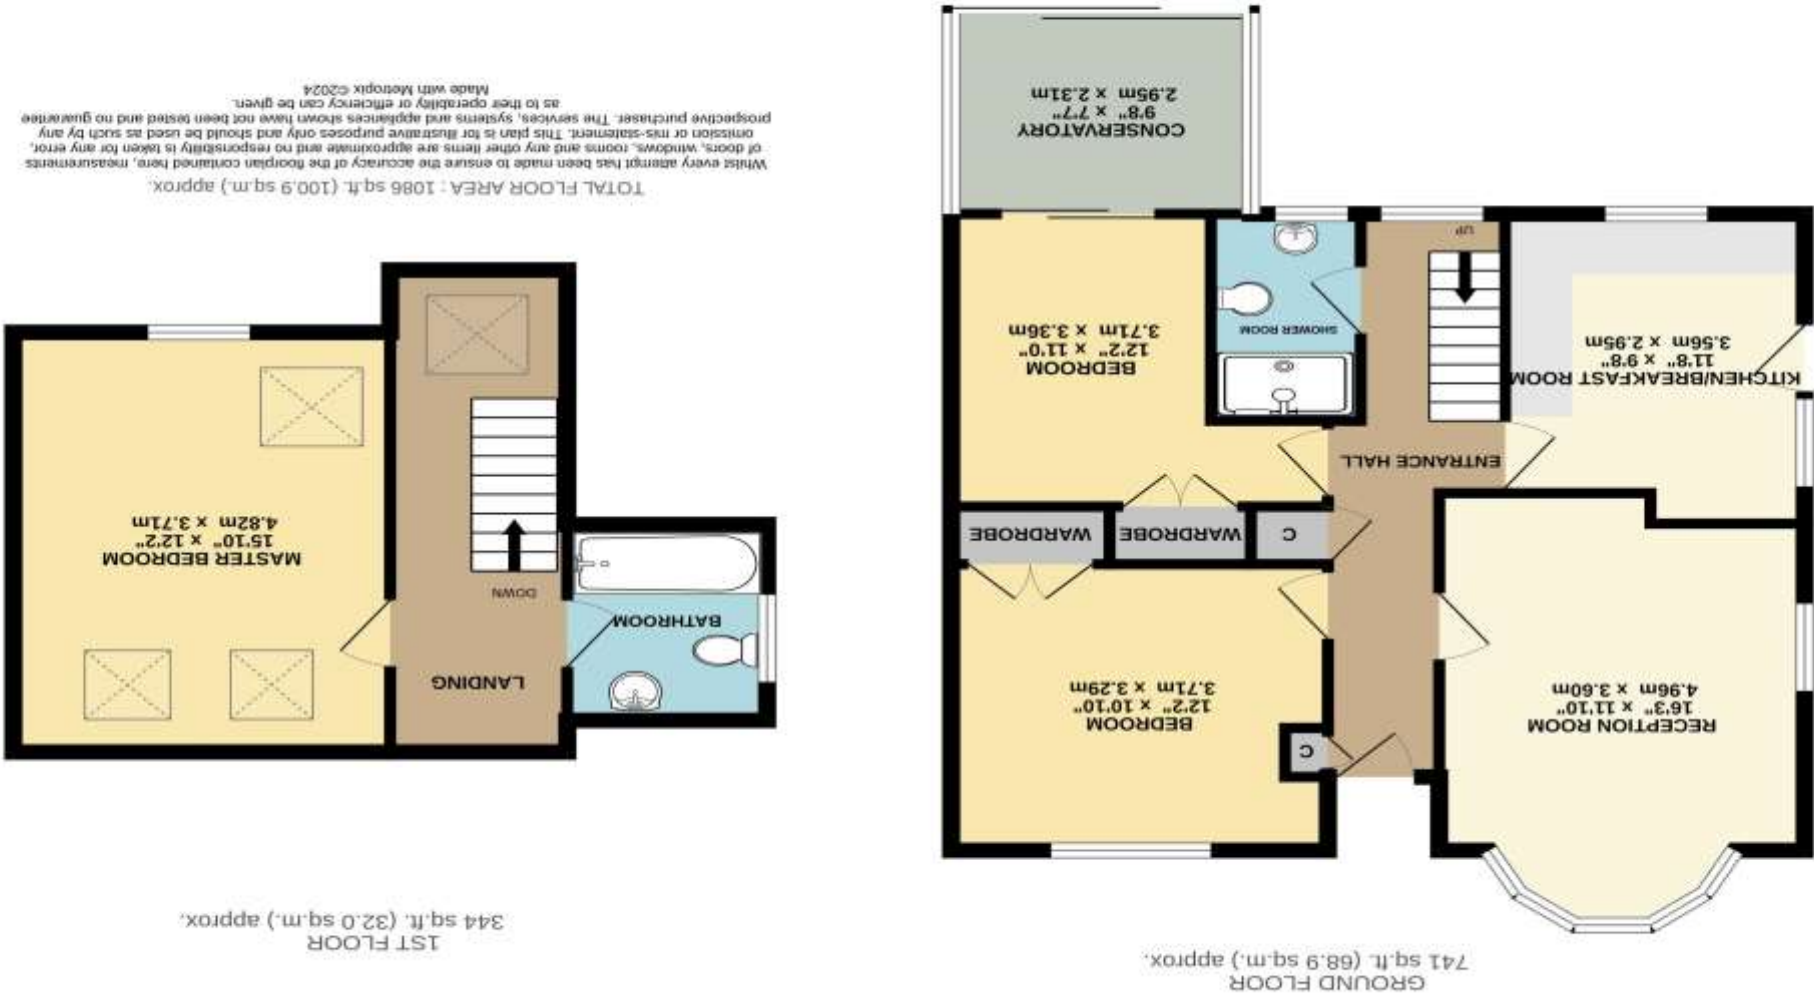 GROUND FLOOR
741 sq.ft. (68.9 sq.m.) approx.
RECEPTION ROOM
16'3" x 11'10"
4.96m x 3.60m
C
BEDROOM
12'2" x 10'10"
3.71m x 3.29m
C
WARDROBE
WARDROBE
ENTRANCE HALL
KITCHEN/BREAKFAST ROOM
11'8" x 9'8"
3.56m x 2.95m
BEDROOM
12'2" x 11'0"
3.71m x 3.36m
SHOWER ROOM
UP
CONSERVATORY
9'8" x 7'7"
2.95m x 2.31m
1ST FLOOR
344 sq.ft. (32.0 sq.m.) approx.
LANDING
BATHROOM
DOWN
MASTER BEDROOM
15'10" x 12'2"
4.82m x 3.71m
TOTAL FLOOR AREA : 1086 sq.ft. (100.9 sq.m.) approx.
Whilst every attempt has been made to ensure the accuracy of the floorplan contained here, measurements
of doors, windows, rooms and any other items are approximate and no responsibility is taken for any error,
omission or mis-statement. This plan is for illustrative purposes only and should be used as such by any
prospective purchaser. The services, systems and appliances shown have not been tested and no guarantee
as to their operability or efficiency can be given.
Made with Metropix ©2024